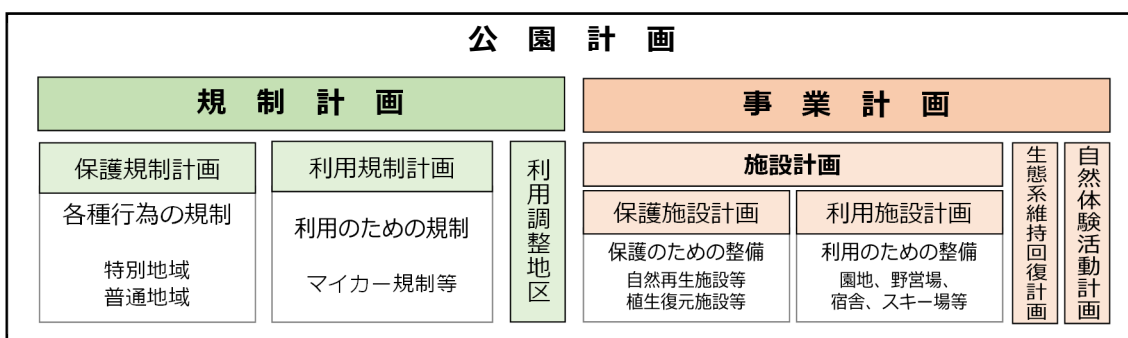 公園計画
規制計画
保護規制計画
各種行為の規制
特別地域
普通地域
利用規制計画
利用のための規制
マイカー規制等
利用調整地区
事業計画
施設計画
保護施設計画
保護のための整備
自然再生施設等
植生復元施設等
利用施設計画
利用のための整備
園地、野営場、
宿舎、スキー場等
生態系維持回復計画
自然体験活動計画